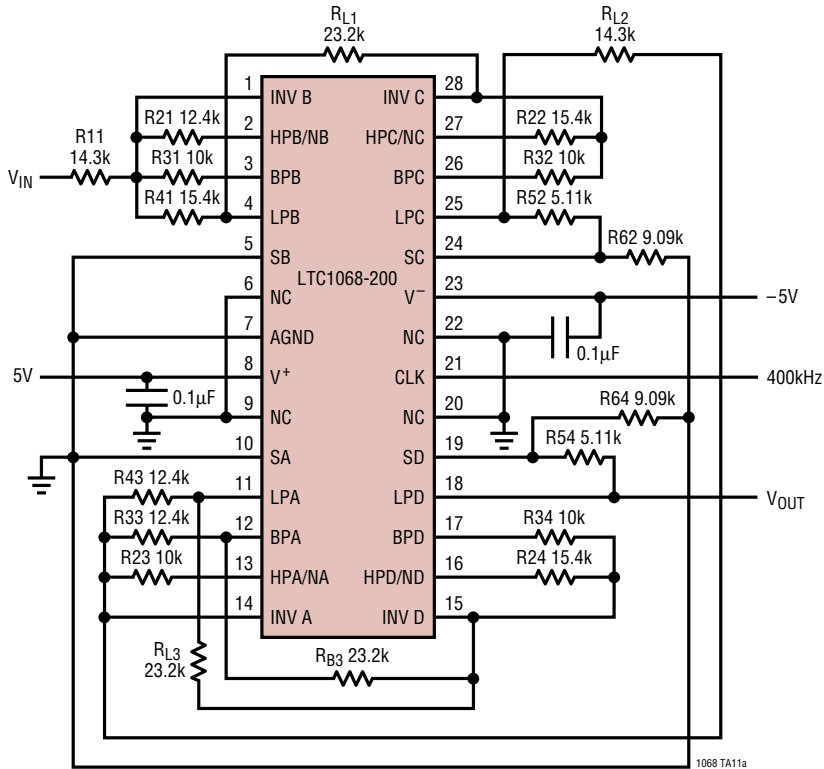 RL1
23.2k
RL2
14.3k
1 INV B
INV C 28
R21 12.4k
2 HPB/NB
HPC/NC 27
R22 15.4k
R11
14.3k
VIN
R31 10k
3 BPB
BPC 26
R32 10k
R41 15.4k
4 LPB
LPC 25
R52 5.11k
5 SB
SC 24
R62 9.09k
LTC1068-200
6 NC
V− 23
−5V
7 AGND
NC 22
0.1µF
5V
8 V+
CLK 21
400kHz
0.1µF
9 NC
NC 20
R64 9.09k
10 SA
SD 19
R54 5.11k
R43 12.4k
11 LPA
LPD 18
VOUT
R33 12.4k
12 BPA
BPD 17
R34 10k
R23 10k
13 HPA/NA
HPD/ND 16
R24 15.4k
14 INV A
INV D 15
RL3
23.2k
RB3 23.2k
1068 TA11a